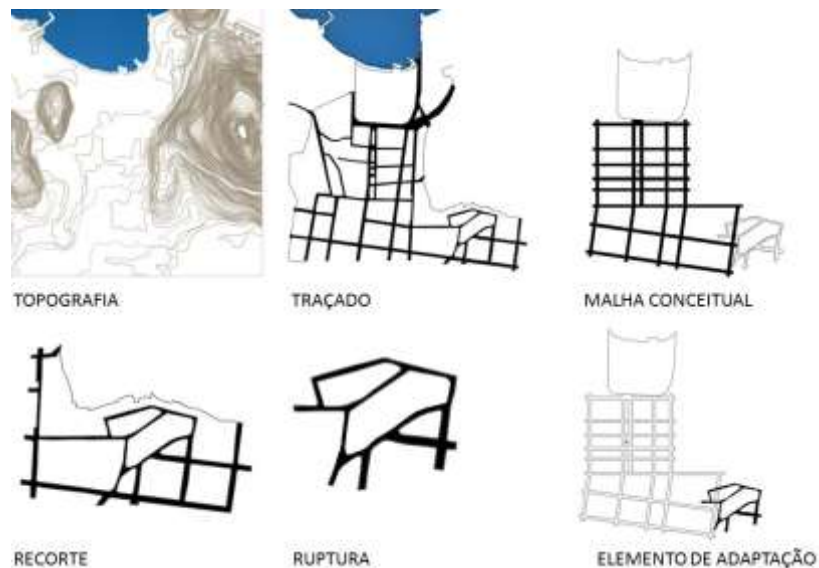 TOPOGRAFIA
TRAÇADO
MALHA CONCEITUAL
RECORTE
RUPTURA
ELEMENTO DE ADAPTAÇÃO